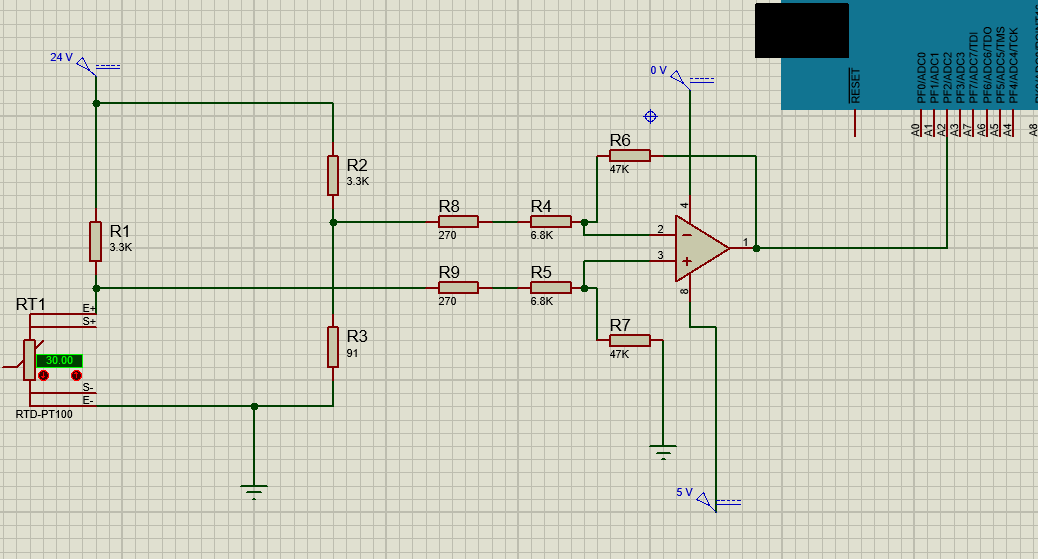 24 V
0 V
RESET
PF0/ADC0
PF1/ADC1
PF2/ADC2
PF3/ADC3
PF7/ADC7/TDI
PF6/ADC6/TDO
PF5/ADC5/TMS
PF4/ADC4/TCK
A0
A1
A2
A3
A7
A6
A5
A4
A8
R2
3.3K
R6
47K
R1
3.3K
R8
270
R4
6.8K
4
2
3
1
8
R9
270
R5
6.8K
RT1
E+
S+
30.00
S-
E-
RTD-PT100
R3
91
R7
47K
5 V